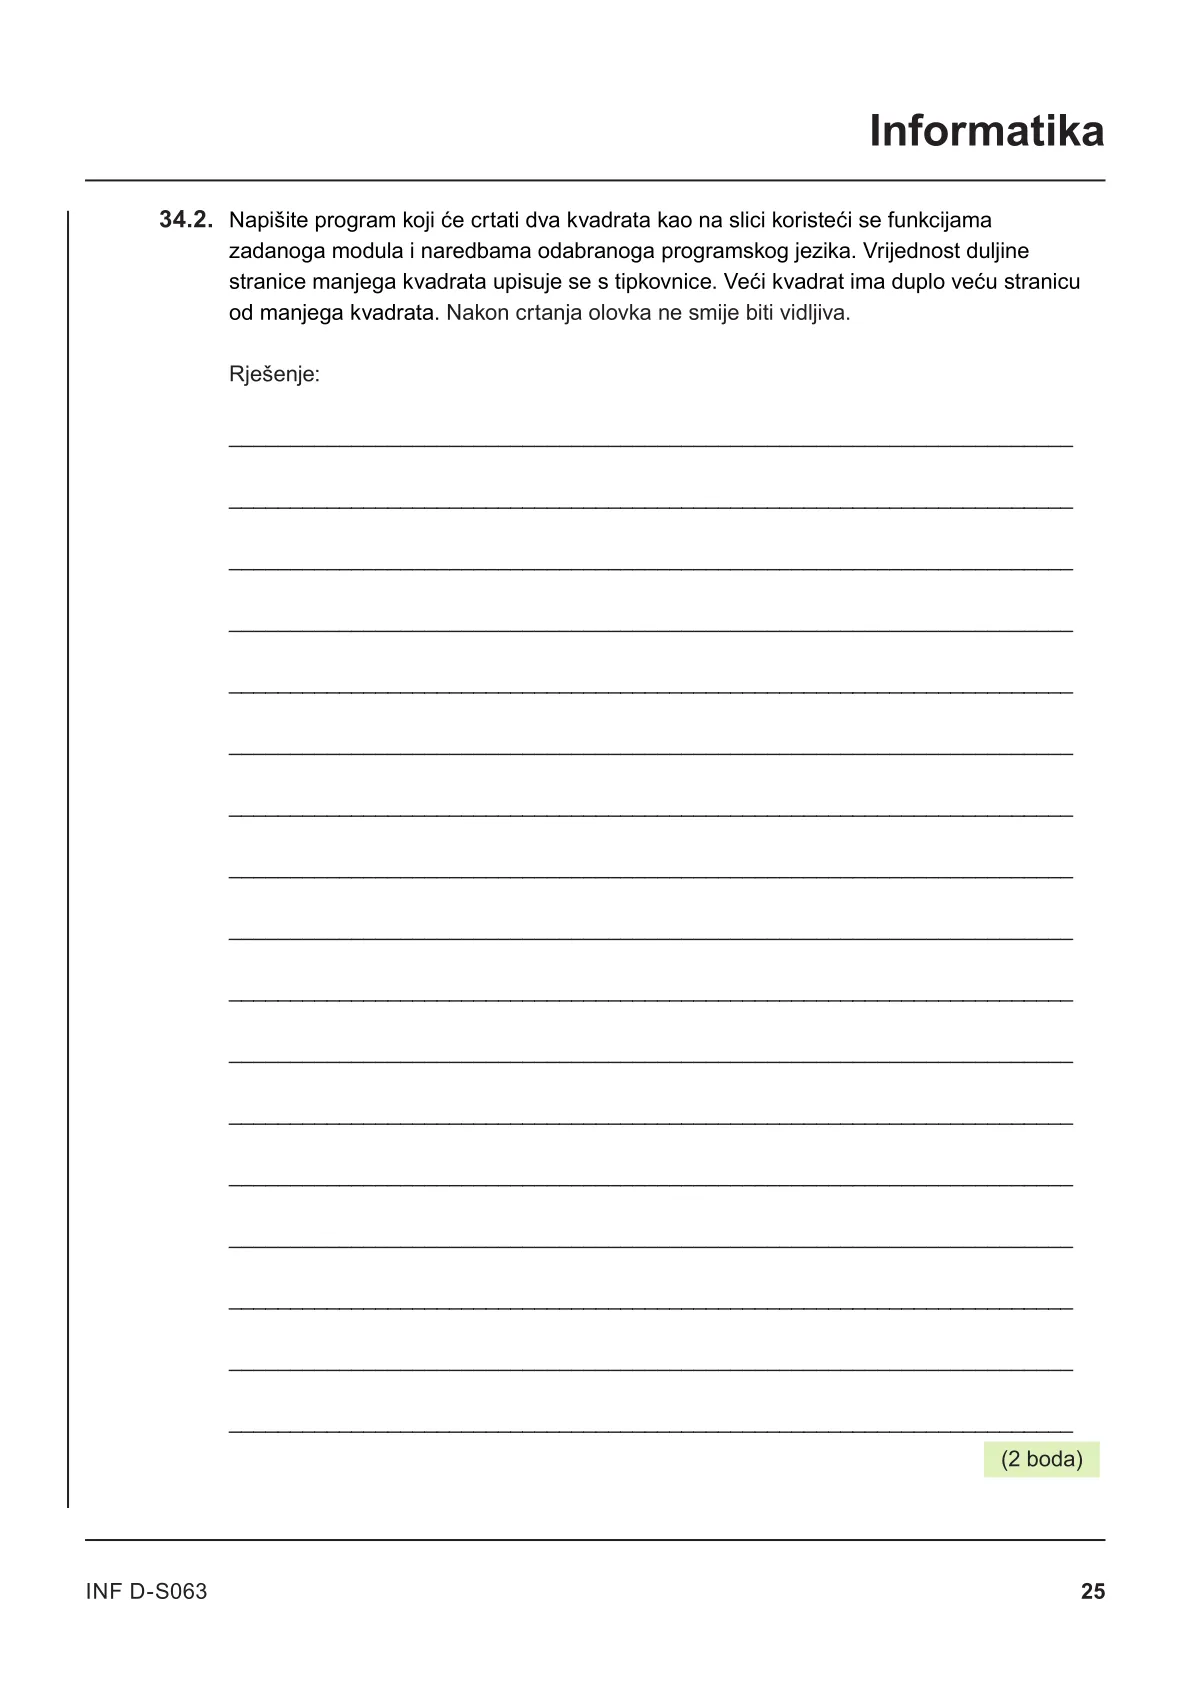 Informatika
34.2. Napišite program koji će crtati dva kvadrata kao na slici koristeći se funkcijama
zadanoga modula i naredbama odabranoga programskog jezika. Vrijednost duljine
stranice manjega kvadrata upisuje se s tipkovnice. Veći kvadrat ima duplo veću stranicu
od manjega kvadrata. Nakon crtanja olovka ne smije biti vidljiva.
Rješenje:
(2 boda)
INF D-S063
25